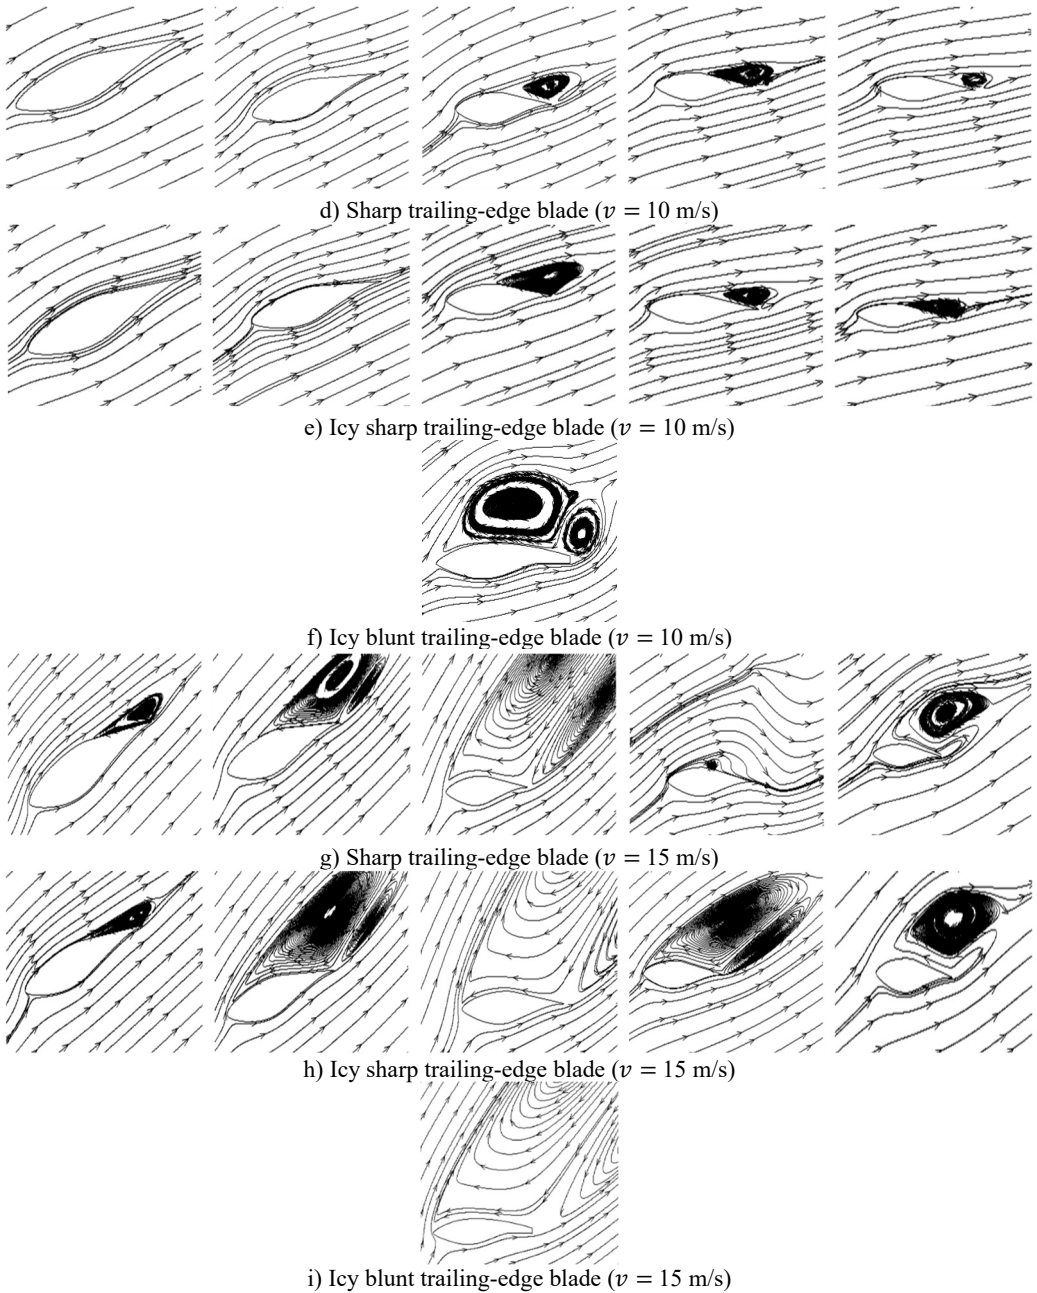 d) Sharp trailing-edge blade (𝑣 = 10 m/s)
e) Icy sharp trailing-edge blade (𝑣 = 10 m/s)
f) Icy blunt trailing-edge blade (𝑣 = 10 m/s)
g) Sharp trailing-edge blade (𝑣 = 15 m/s)
h) Icy sharp trailing-edge blade (𝑣 = 15 m/s)
i) Icy blunt trailing-edge blade (𝑣 = 15 m/s)